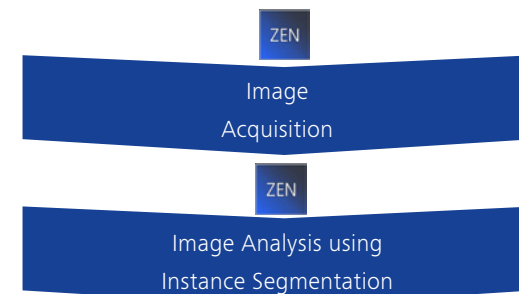 ZEN
Image
Acquisition
ZEN
Image Analysis using
Instance Segmentation